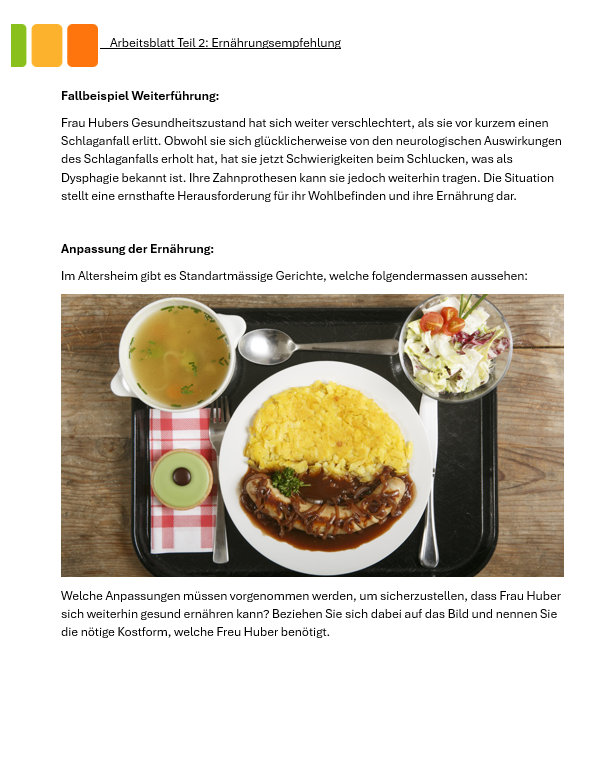 Arbeitsblatt Teil 2: Ernährungsempfehlung
Fallbeispiel Weiterführung:
Frau Hubers Gesundheitszustand hat sich weiter verschlechtert, als sie vor kurzem einen
Schlaganfall erlitt. Obwohl sie sich glücklicherweise von den neurologischen Auswirkungen
des Schlaganfalls erholt hat, hat sie jetzt Schwierigkeiten beim Schlucken, was als
Dysphagie bekannt ist. Ihre Zahnprothesen kann sie jedoch weiterhin tragen. Die Situation
stellt eine ernsthafte Herausforderung für ihr Wohlbefinden und ihre Ernährung dar.
Anpassung der Ernährung:
Im Altersheim gibt es Standartmässige Gerichte, welche folgendermassen aussehen:
Welche Anpassungen müssen vorgenommen werden, um sicherzustellen, dass Frau Huber
sich weiterhin gesund ernähren kann? Beziehen Sie sich dabei auf das Bild und nennen Sie
die nötige Kostform, welche Freu Huber benötigt.